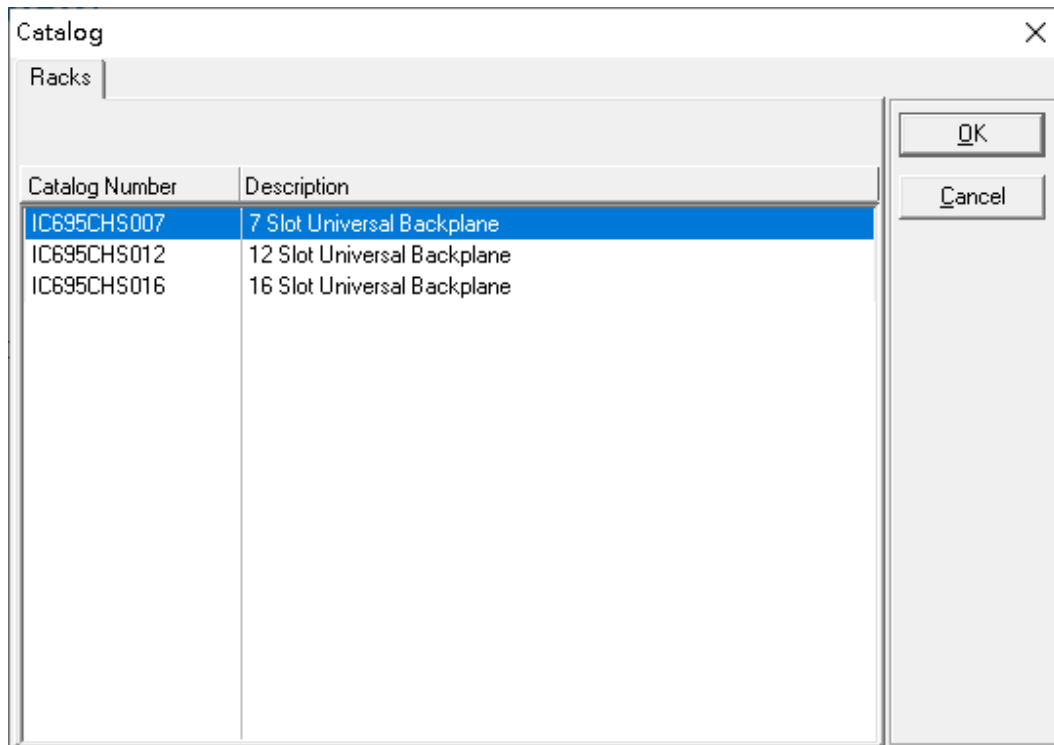 Catalog
Racks
OK
Catalog Number Description
Cancel
IC695CHS007 7 Slot Universal Backplane
IC695CHS012 12 Slot Universal Backplane
IC695CHS016 16 Slot Universal Backplane